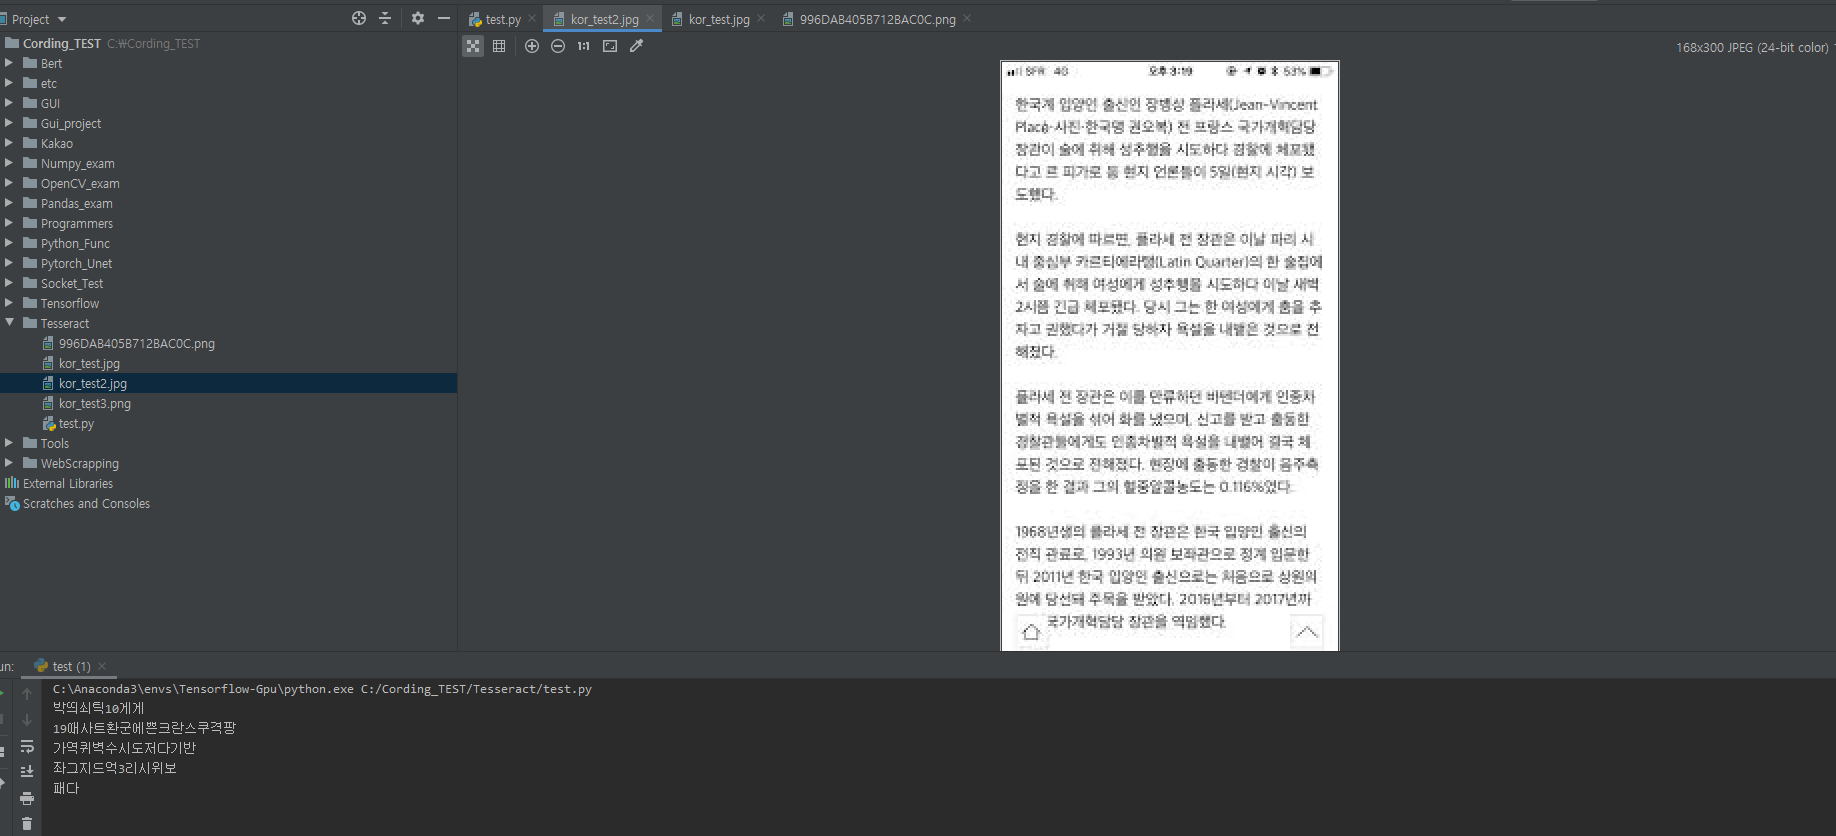 Project
test.py
kor_test2.jpg
kor_test.jpg
996DAB405B712BAC0C.png
Cording_TEST C:₩Cording_TEST
1:1
168x300 JPEG (24-bit color)
Bert
etc
GUI
Gui_project
Kakao
Numpy_exam
OpenCV_exam
Pandas_exam
Programmers
Python_Func
Pytorch_Unet
Socket_Test
Tensorflow
Tesseract
996DAB405B712BAC0C.png
kor_test.jpg
kor_test2.jpg
kor_test3.png
test.py
Tools
WebScrapping
External Libraries
Scratches and Consoles
SFR 4G 오후 3:19 53%
한국계 입양인 출신인 장뱅상 플라세(Jean-Vincent
Placé·사진·한국명 권오복) 전 프랑스 국가개혁담당
장관이 술에 취해 성추행을 시도하다 경찰에 체포됐
다고 르 피가로 등 현지 언론들이 5일(현지 시각) 보
도했다.
현지 경찰에 따르면, 플라세 전 장관은 이날 파리 시
내 중심부 카르티에라탱(Latin Quarter)의 한 술집에
서 술에 취해 여성에게 성추행을 시도하다 이날 새벽
2시쯤 긴급 체포됐다. 당시 그는 한 여성에게 춤을 추
자고 권했다가 거절 당하자 욕설을 내뱉은 것으로 전
해졌다.
플라세 전 장관은 이를 만류하던 바텐더에게 인종차
별적 욕설을 섞어 화를 냈으며, 신고를 받고 출동한
경찰관들에게도 인종차별적 욕설을 내뱉어 결국 체
포된 것으로 전해졌다. 현장에 출동한 경찰이 음주측
정을 한 결과 그의 혈중알콜농도는 0.116%였다.
1968년생의 플라세 전 장관은 한국 입양인 출신의
전직 관료로, 1993년 의원 보좌관으로 정계 입문한
뒤 2011년 한국 입양인 출신으로는 처음으로 상원의
원에 당선돼 주목을 받았다. 2016년부터 2017년까
국가개혁담당 장관을 역임했다.
un:
test (1)
C:\Anaconda3\envs\Tensorflow-Gpu\python.exe C:/Cording_TEST/Tesseract/test.py
박띄쇠틱10게게
19때사트환군에쁜크란스쿠격팡
가역퀴벽수시도저다기반
좌그지드먹3리시위보
패다